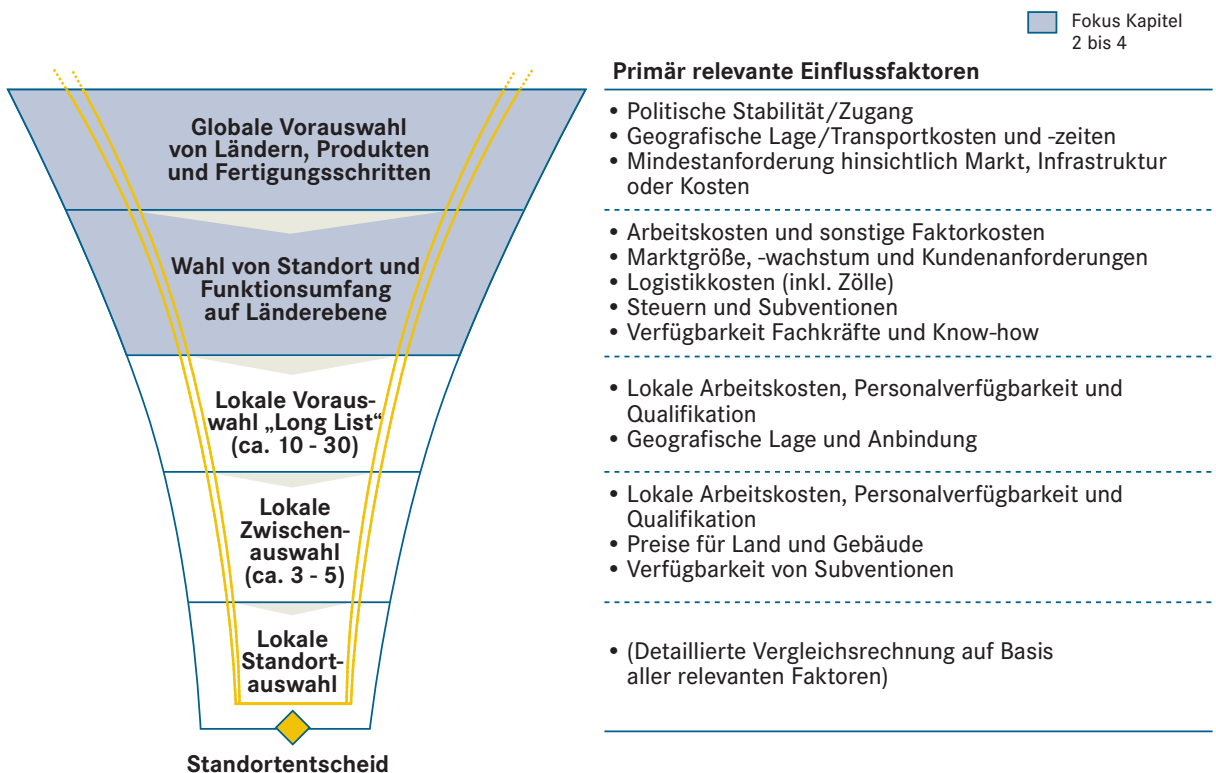 Fokus Kapitel
2 bis 4
Primär relevante Einflussfaktoren
Globale Vorauswahl
von Ländern, Produkten
und Fertigungsschritten
• Politische Stabilität/Zugang
• Geografische Lage/Transportkosten und -zeiten
• Mindestanforderung hinsichtlich Markt, Infrastruktur
oder Kosten
Wahl von Standort und
Funktionsumfang
auf Länderebene
• Arbeitskosten und sonstige Faktorkosten
• Marktgröße, -wachstum und Kundenanforderungen
• Logistikkosten (inkl. Zölle)
• Steuern und Subventionen
• Verfügbarkeit Fachkräfte und Know-how
Lokale Voraus-
wahl „Long List“
(ca. 10 - 30)
• Lokale Arbeitskosten, Personalverfügbarkeit und
Qualifikation
• Geografische Lage und Anbindung
Lokale
Zwischen-
auswahl
(ca. 3 - 5)
• Lokale Arbeitskosten, Personalverfügbarkeit und
Qualifikation
• Preise für Land und Gebäude
• Verfügbarkeit von Subventionen
Lokale
Standort-
auswahl
• (Detaillierte Vergleichsrechnung auf Basis
aller relevanten Faktoren)
Standortentscheid